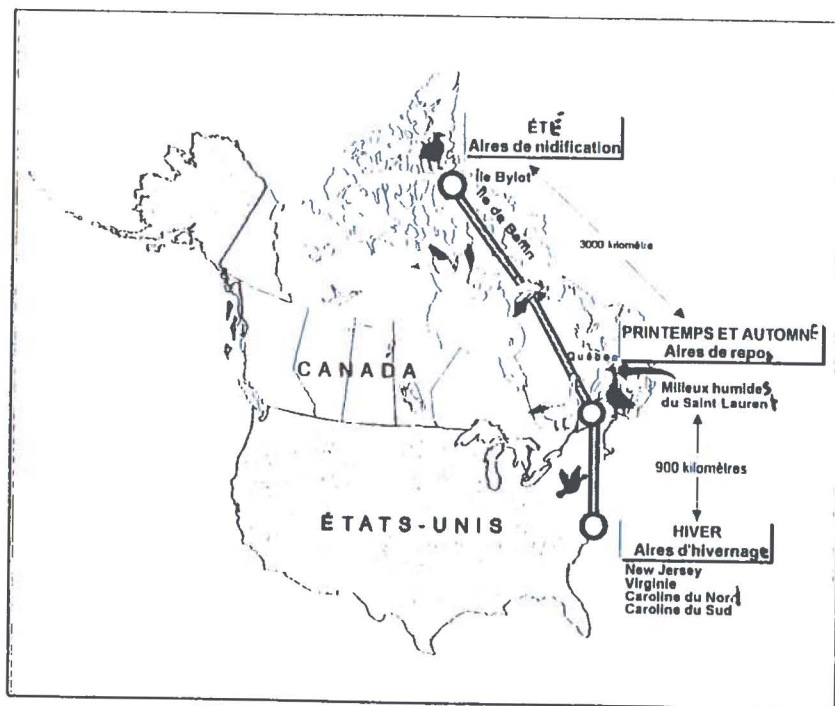 ÉTÉ
Aires de nidification
Île Bylot
Île de Baffin
3000 kilomètre
PRINTEMPS ET AUTOMNE
Aires de repos
Québec
CANADA
Milieux humides
du Saint Laurent
900 kilomètres
ÉTATS-UNIS
HIVER
Aires d'hivernage
New Jersey
Virginie
Caroline du Nord
Caroline du Sud